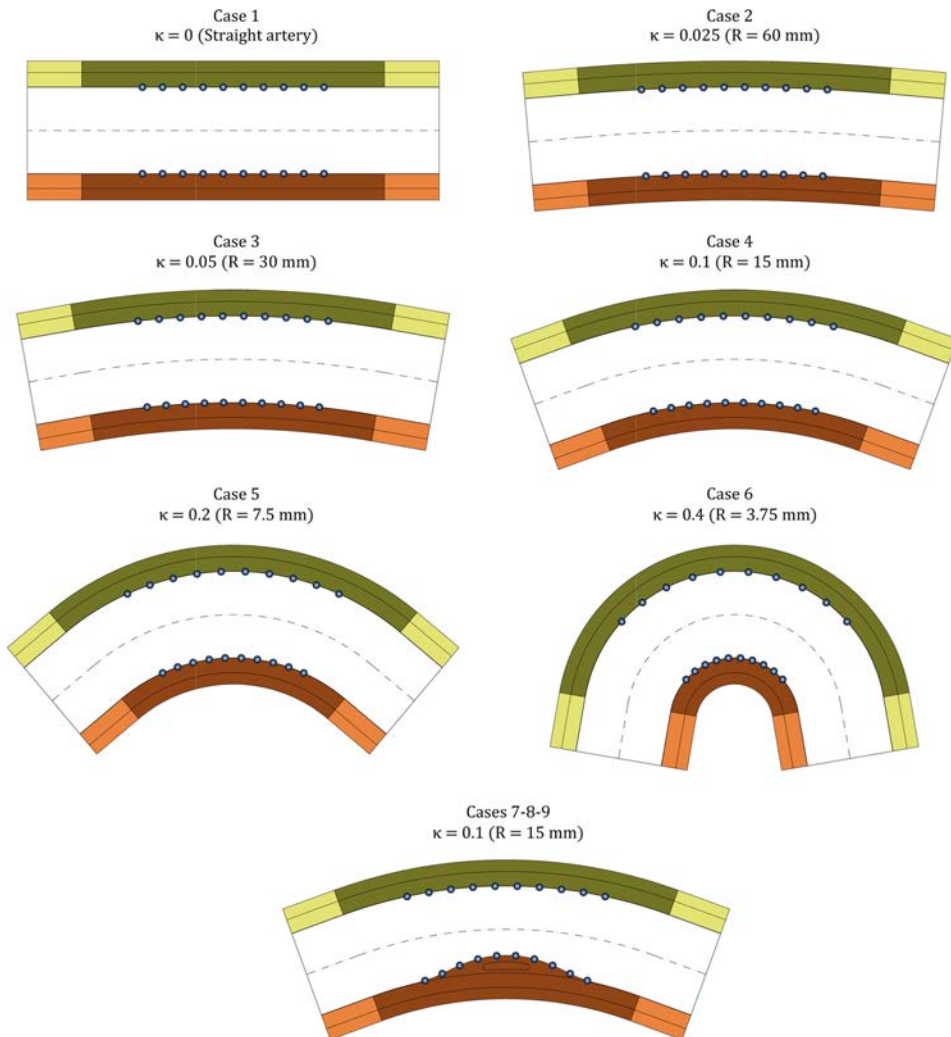 Case 1
κ = 0 (Straight artery)
Case 2
κ = 0.025 (R = 60 mm)
Case 3
κ = 0.05 (R = 30 mm)
Case 4
κ = 0.1 (R = 15 mm)
Case 5
κ = 0.2 (R = 7.5 mm)
Case 6
κ = 0.4 (R = 3.75 mm)
Cases 7-8-9
κ = 0.1 (R = 15 mm)